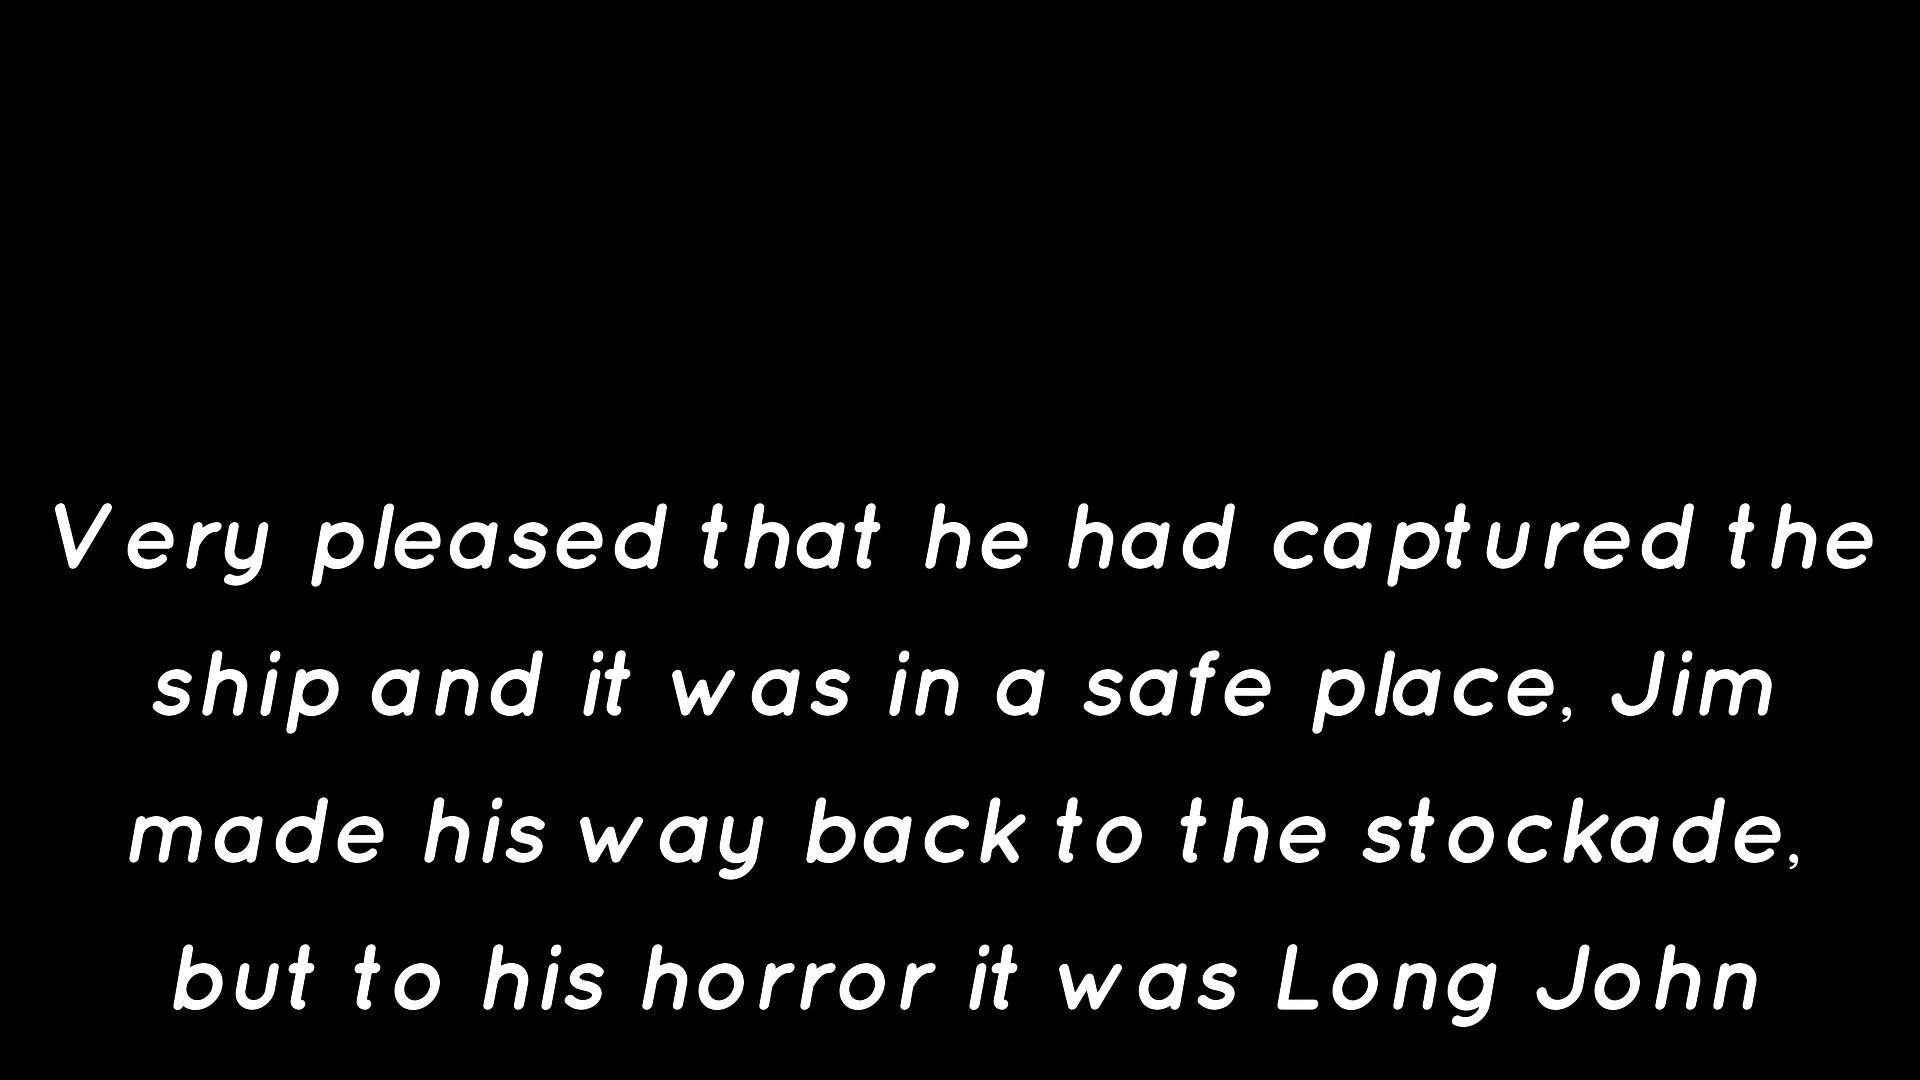 Very pleased that he had captured the
ship and it was in a safe place, Jim
made his way back to the stockade,
but to his horror it was Long John